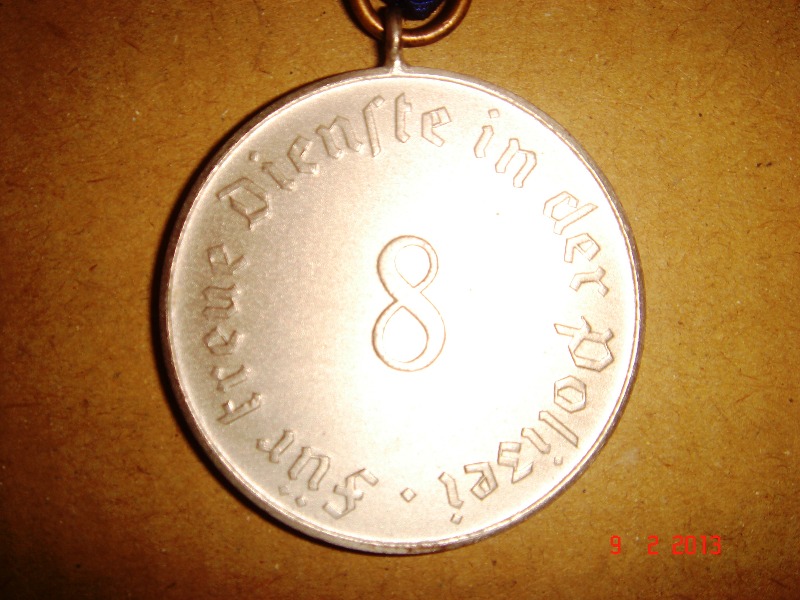 Für treue Dienste in der Polizei ·
8
9 2 2013